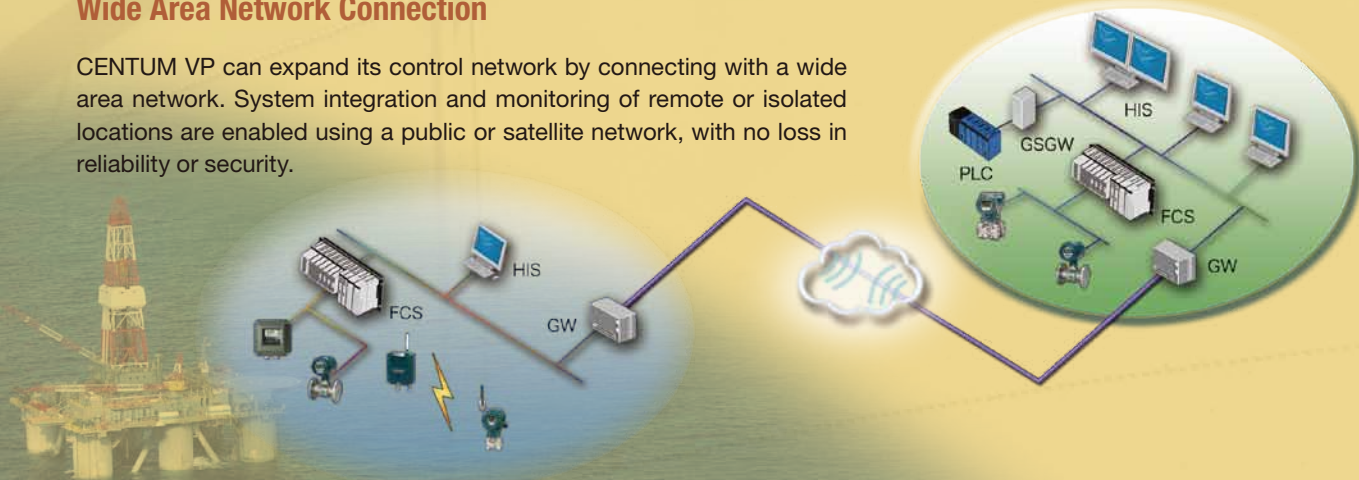 Wide Area Network Connection
CENTUM VP can expand its control network by connecting with a wide
area network. System integration and monitoring of remote or isolated
locations are enabled using a public or satellite network, with no loss in
reliability or security.
HIS
GSGW
PLC
FCS
GW
HIS
FCS
GW